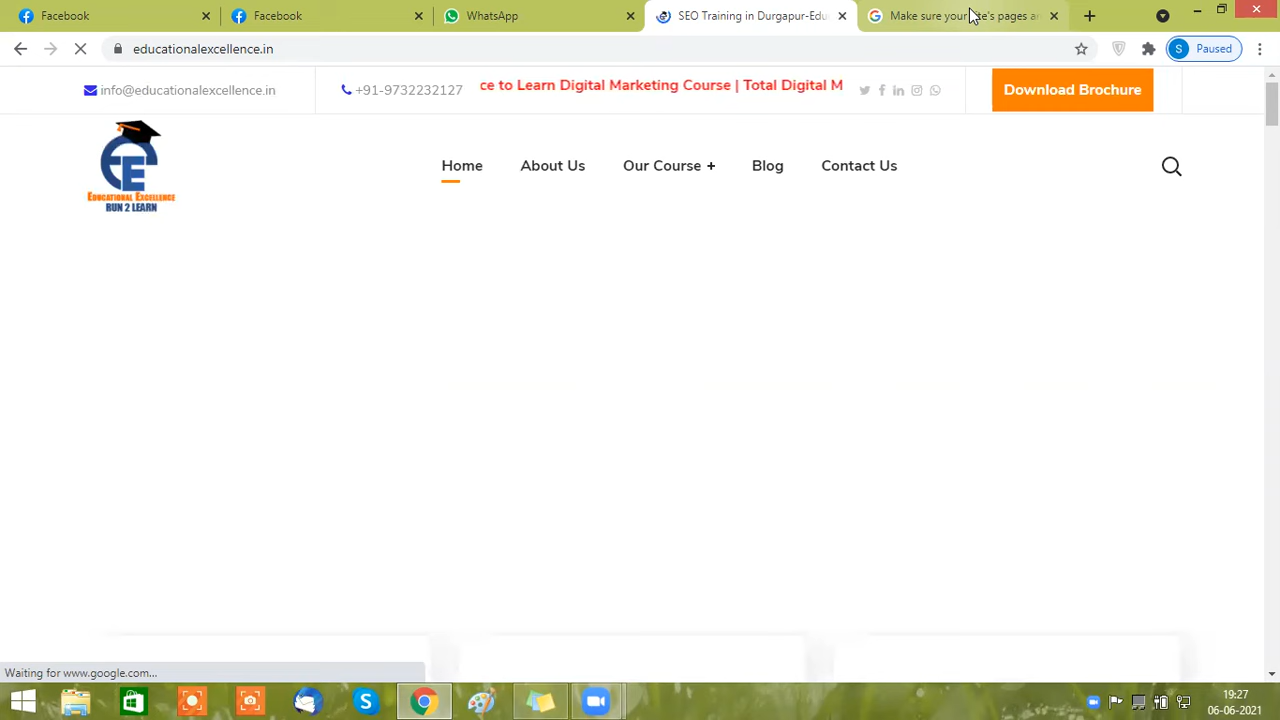 Facebook
Facebook
WhatsApp
SEO Training in Durgapur-Edu
Make sure your
e's pages ar
educationalexcellence.in
S Paused
info@educationalexcellence.in
+91-9732232127
ce to Learn Digital Marketing Course | Total Digital M
Download Brochure
EDUCATIONAL EXCELLENCE
RUN 2 LEARN
Home
About Us
Our Course +
Blog
Contact Us
Waiting for www.google.com...
19:27
06-06-2021